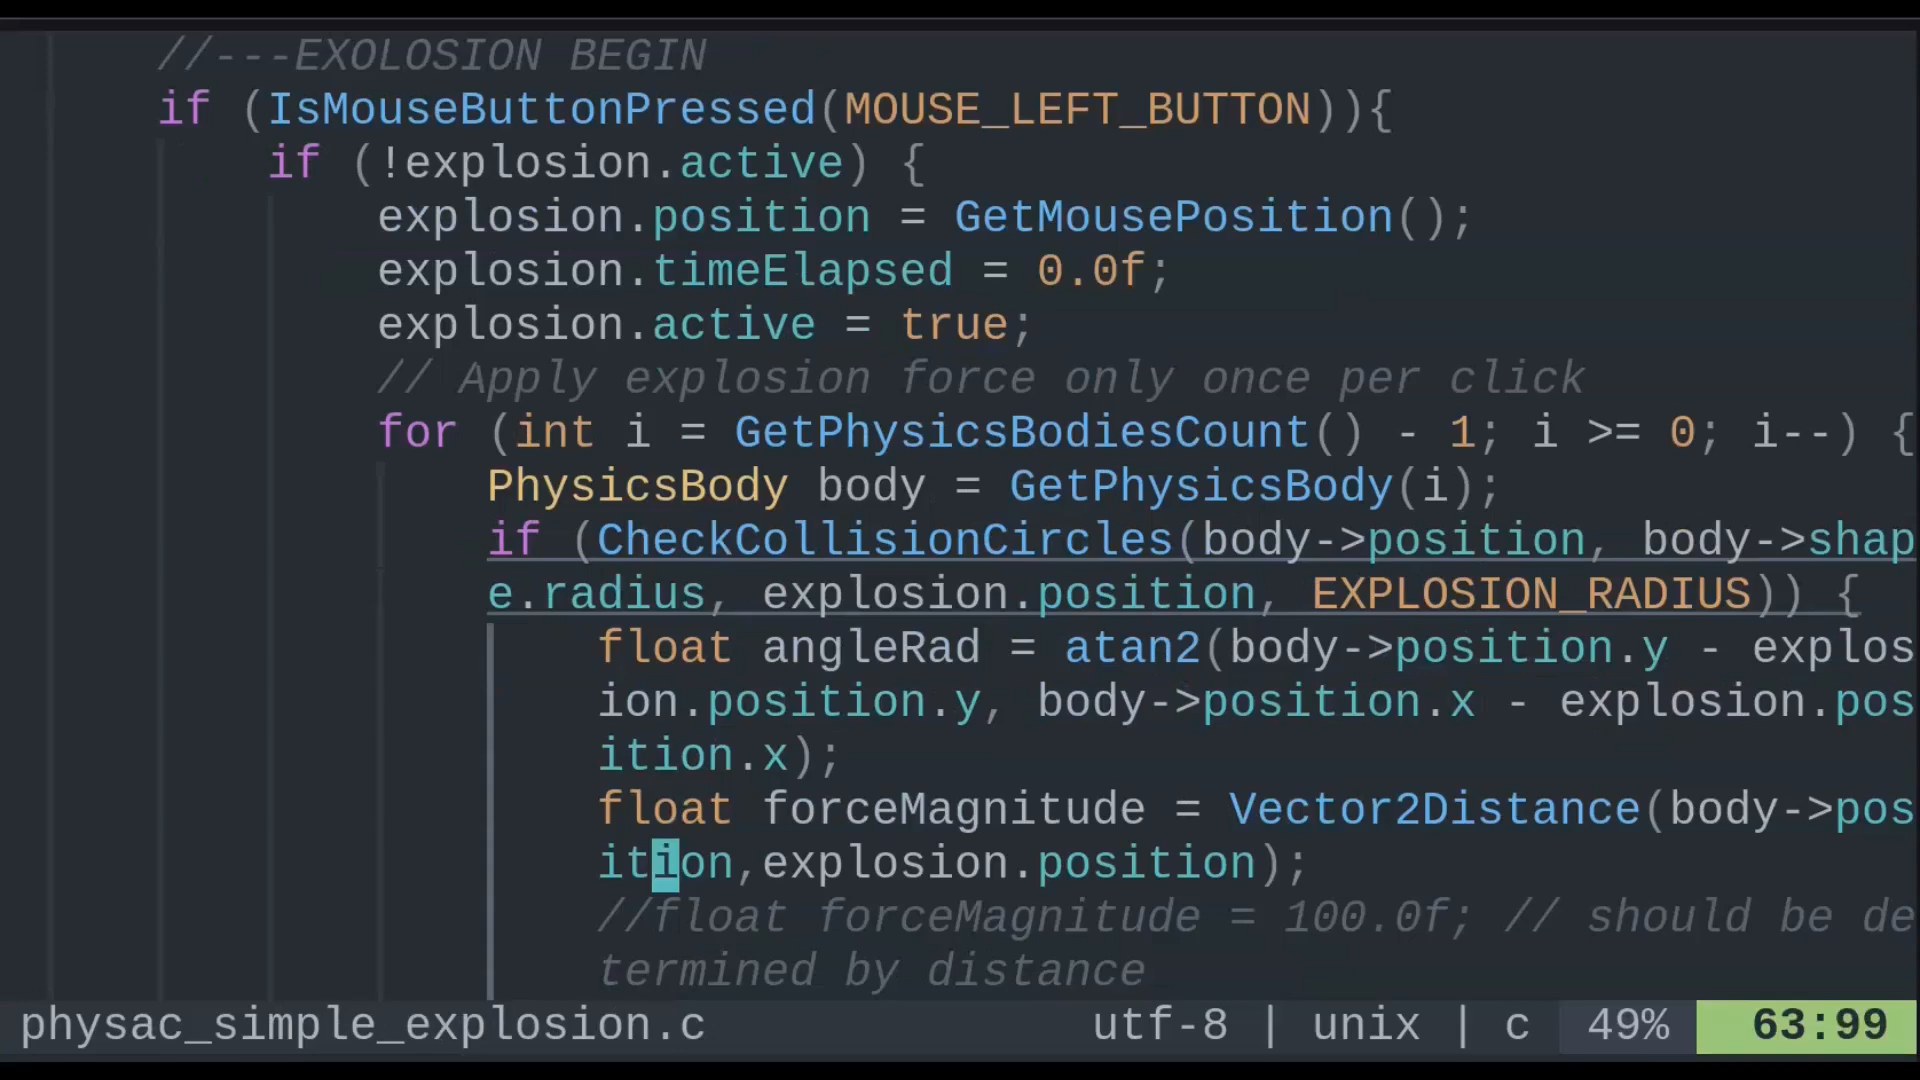 //---EXOLOSION BEGIN
if (IsMouseButtonPressed(MOUSE_LEFT_BUTTON)){
if (!explosion.active) {
explosion.position = GetMousePosition();
explosion.timeElapsed = 0.0f;
explosion.active = true;
// Apply explosion force only once per click
for (int i = GetPhysicsBodiesCount() - 1; i >= 0; i--) {
PhysicsBody body = GetPhysicsBody(i);
if (CheckCollisionCircles(body->position, body->shap
e.radius, explosion.position, EXPLOSION_RADIUS)) {
float angleRad = atan2(body->position.y - explos
ion.position.y, body->position.x - explosion.pos
ition.x);
float forceMagnitude = Vector2Distance(body->pos
ition,explosion.position);
//float forceMagnitude = 100.0f; // should be de
termined by distance
physac_simple_explosion.c utf-8 | unix | c 49% 63:99